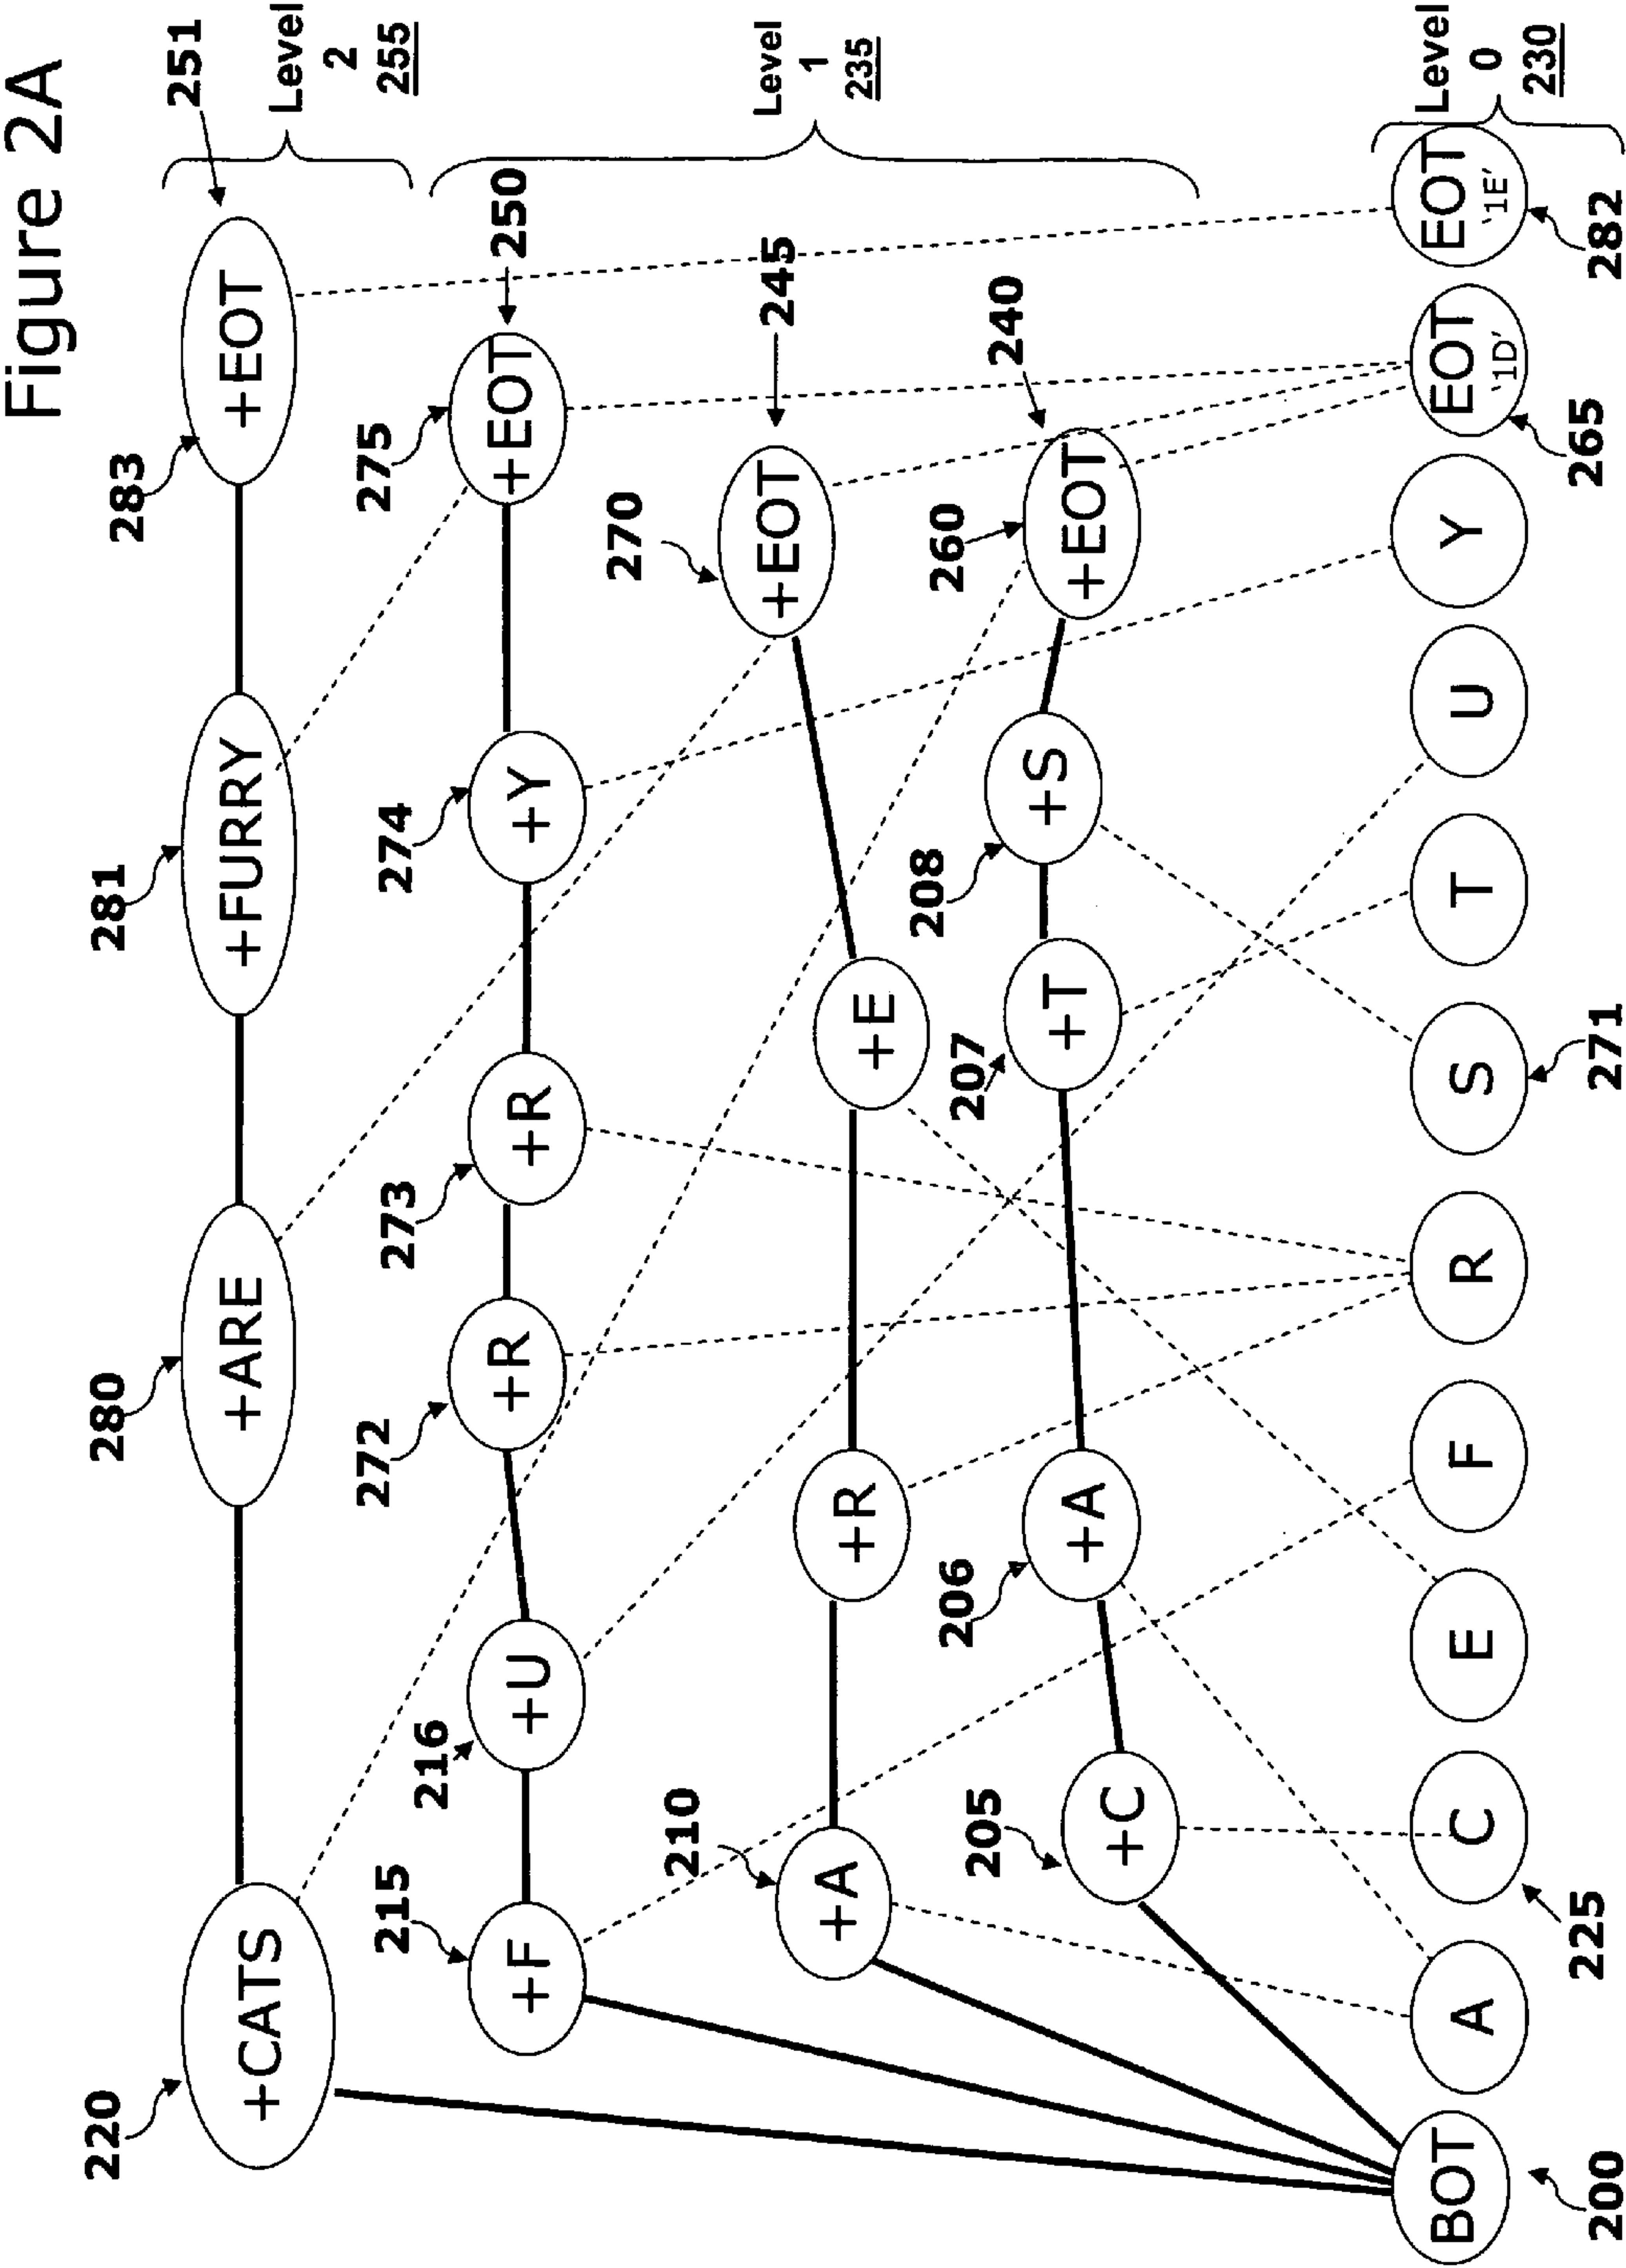 Figure 2A
220
280
281
283
251
+CATS
+ARE
+FURRY
+EOT
Level
2
255
215
216
272
273
274
275
250
+F
+U
+R
+R
+Y
+EOT
Level
1
235
210
270
245
+A
+R
+E
+EOT
205
206
207
208
260
240
+C
+A
+T
+S
+EOT
Level
0
230
BOT
A
C
E
F
R
S
T
U
Y
EOT
'1D'
EOT
'1E'
200
225
271
265
282